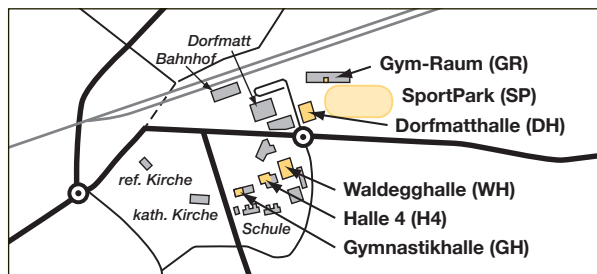 Dorfmatt
Bahnhof
Gym-Raum (GR)
SportPark (SP)
Dorfmatthalle (DH)
ref. Kirche
kath. Kirche
Schule
Waldegghalle (WH)
Halle 4 (H4)
Gymnastikhalle (GH)